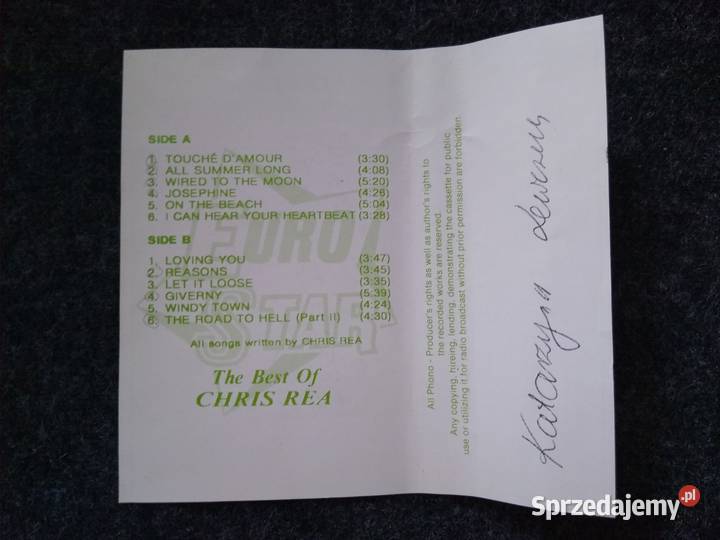 SIDE A
1. TOUCHÉ D'AMOUR (3:30)
2. ALL SUMMER LONG (4:08)
3. WIRED TO THE MOON (5:20)
4. JOSEPHINE (4:26)
5. ON THE BEACH (5:04)
6. I CAN HEAR YOUR HEARTBEAT (3:28)
SIDE B
1. LOVING YOU (3:47)
2. REASONS (3:45)
3. LET IT LOOSE (3:35)
4. GIVERNY (5:39)
5. WINDY TOWN (4:24)
6. THE ROAD TO HELL (Part II) (4:30)
EURO
STAR
All songs written by CHRIS REA
The Best Of
CHRIS REA
All Phono - Producer's rights as well as author's rights to
the recorded works are reserved.
Any copying, hireing, lending, demonstrating the cassette for public
use or utilizing it for radio broadcast without prior permission are forbidden.
Katarzyna
Sprzedajemy.pl